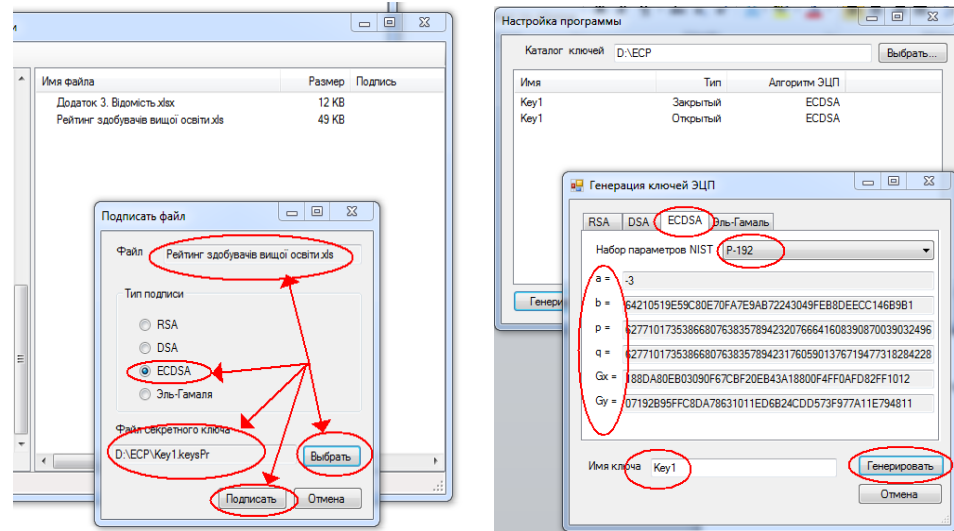 и
Имя файла Размер Подпись
Додаток 3. Відомість.xlsx 12 KB
Рейтинг здобувачів вищої освіти.xls 49 KB
Подписать файл
Файл Рейтинг здобувачів вищої освіти.xls
Тип подписи
RSA
DSA
ECDSA
Эль-Гамаля
Файл секретного ключа
D:\ECP\Key1.keysPr Выбрать
Подписать Отмена
Настройка программы
Каталог ключей D:\ECP Выбрать...
Имя Тип Алгоритм ЭЦП
Key1 Закрытый ECDSA
Key1 Открытый ECDSA
Генери
Генерация ключей ЭЦП
RSA DSA ECDSA Эль-Гамаль
Набор параметров NIST P-192
a = -3
b = 64210519E59C80E70FA7E9AB72243049FEB8DEECC146B9B1
p = 627710173538668076383578942320766641608390870039032496
q = 627710173538668076383578942317605901376719477318284228
Gx = 188DA80EB03090F67CBF20EB43A18800F4FF0AFD82FF1012
Gy = 07192B95FFC8DA78631011ED6B24CDD573F977A11E794811
Имя ключа Key1 Генерировать
Отмена